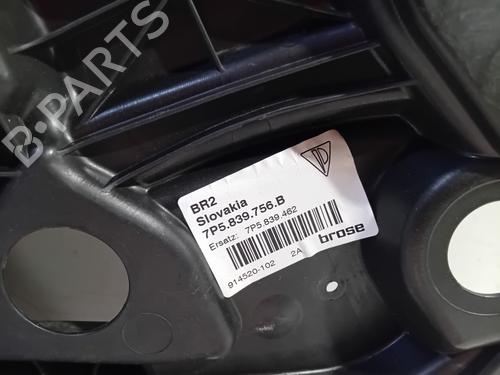 B-PARTS
BR2
Slovakia
7P5.839.756.B
Ersatz: 7P5.839.462
914520-102 2A
brose